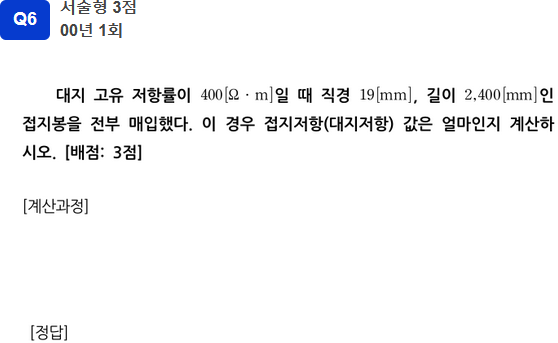 Q6
서술형 3점
00년 1회
대지 고유 저항률이 400[Ω · m]일 때 직경 19[mm], 길이 2,400[mm]인
접지봉을 전부 매입했다. 이 경우 접지저항(대지저항) 값은 얼마인지 계산하
시오. [배점: 3점]
[계산과정]
[정답]